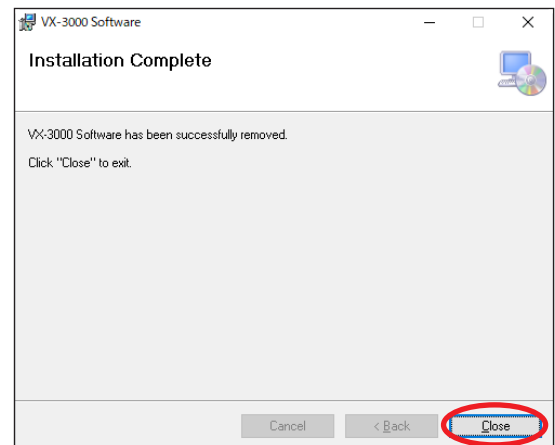 VX-3000 Software
Installation Complete
VX-3000 Software has been successfully removed.
Click "Close" to exit.
Cancel
< Back
Close